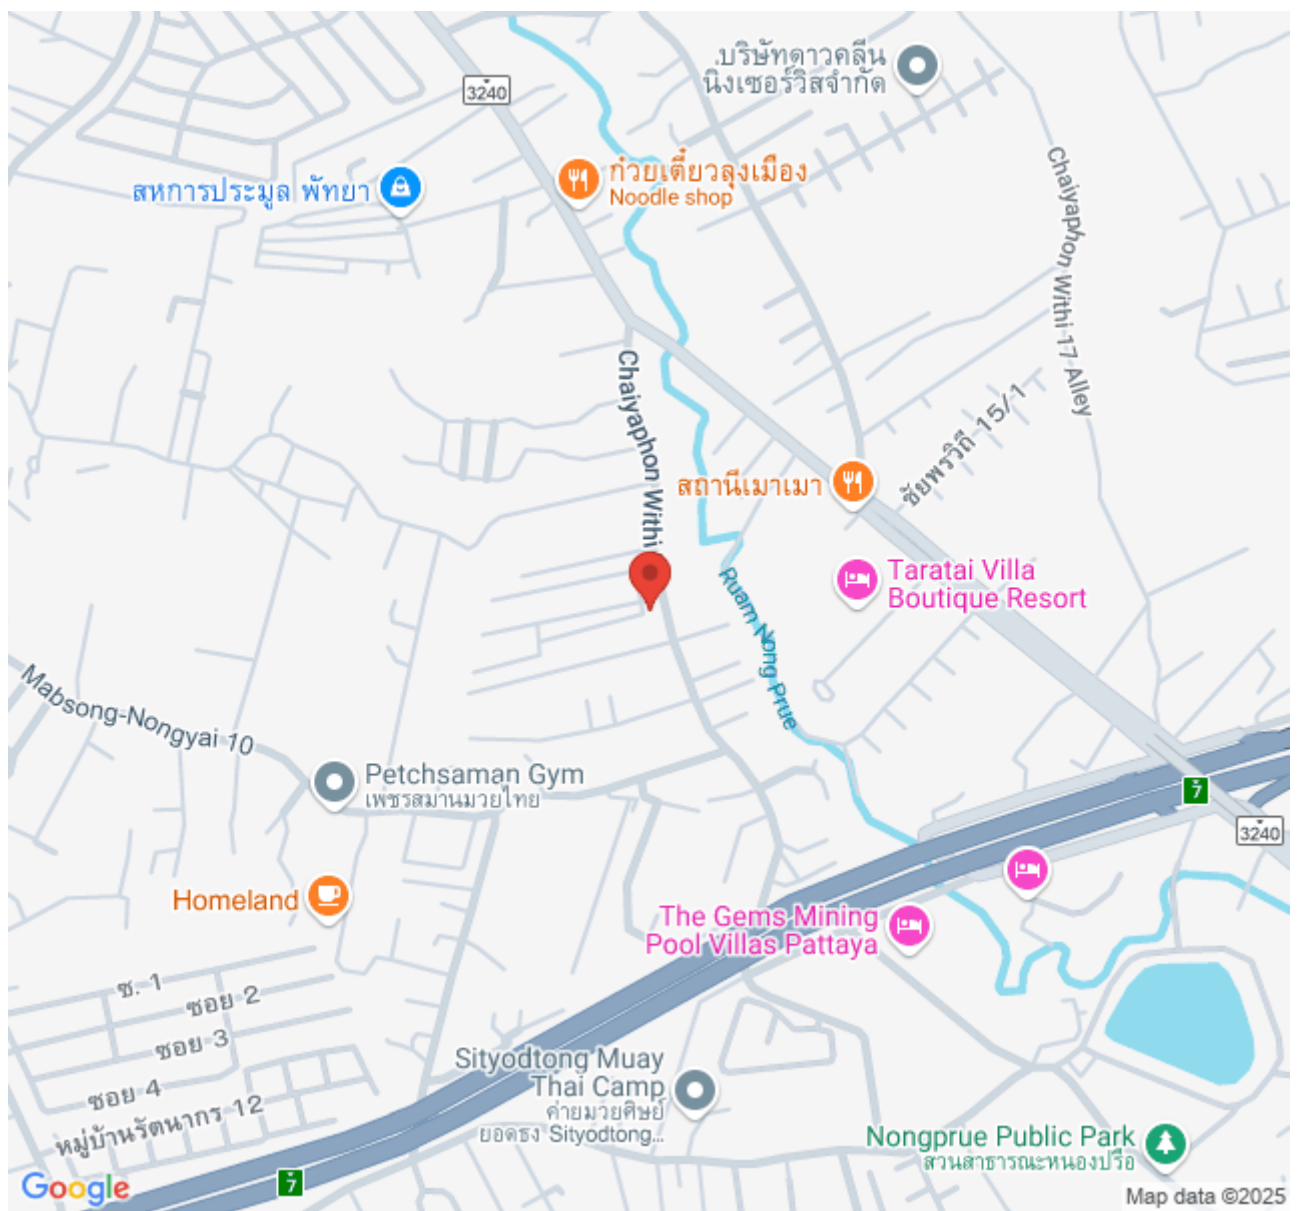 .บริษัทดาวคลีน
นิงเซอร์วิสจำกัด
3240
ก๋วยเตี๋ยวลุงเมือง
Noodle shop
สหการประมูล พัทยา
Chaiyaphon Withi 17 Alley
Chaiyaphon Withi
ชัยพรวิถี 15/1
สถานีเมาเมา
Taratai Villa
Boutique Resort
Ruam Nong Prue
Mabsong-Nongyai 10
Petchsaman Gym
เพชรสมานมวยไทย
7
3240
Homeland
The Gems Mining
Pool Villas Pattaya
ซ. 1
ซอย 2
ซอย 3
ซอย 4
หมู่บ้านรัตนากร 12
Sityodtong Muay
Thai Camp
ค่ายมวยศิษย์
ยอดธง Sityodtong...
Nongprue Public Park
สวนสาธารณะหนองปรือ
7
Google
Map data ©2025